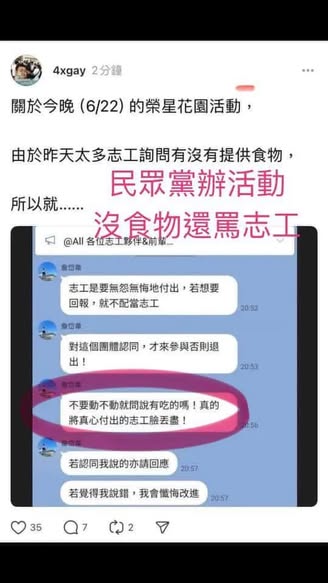 4xgay 2分鐘
關於今晚 (6/22) 的榮星花園活動，
由於昨天太多志工詢問有沒有提供食物，
民眾黨辦活動
所以就......
沒食物還罵志工
@All 各位志工夥伴&前輩...
詹岱蓁
志工是要無怨無悔地付出，若想要
回報，就不配當志工
20:52
詹岱蓁
對這個團體認同，才來參與否則退
出！
20:53
不要動不動就問說有吃的嗎！真的
將真心付出的志工臉丟盡！
20:56
詹岱蓁
若認同我說的亦請回應
20:57
若覺得我說錯，我會懺悔改進
20:57
35 7 2